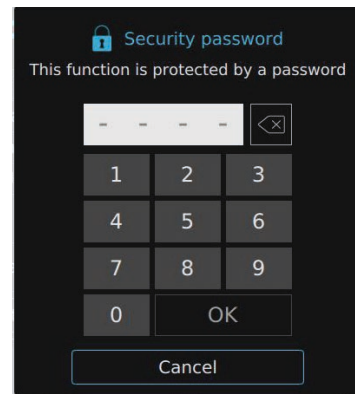 Security password
This function is protected by a password
- - - -
1 2 3
4 5 6
7 8 9
0 OK
Cancel